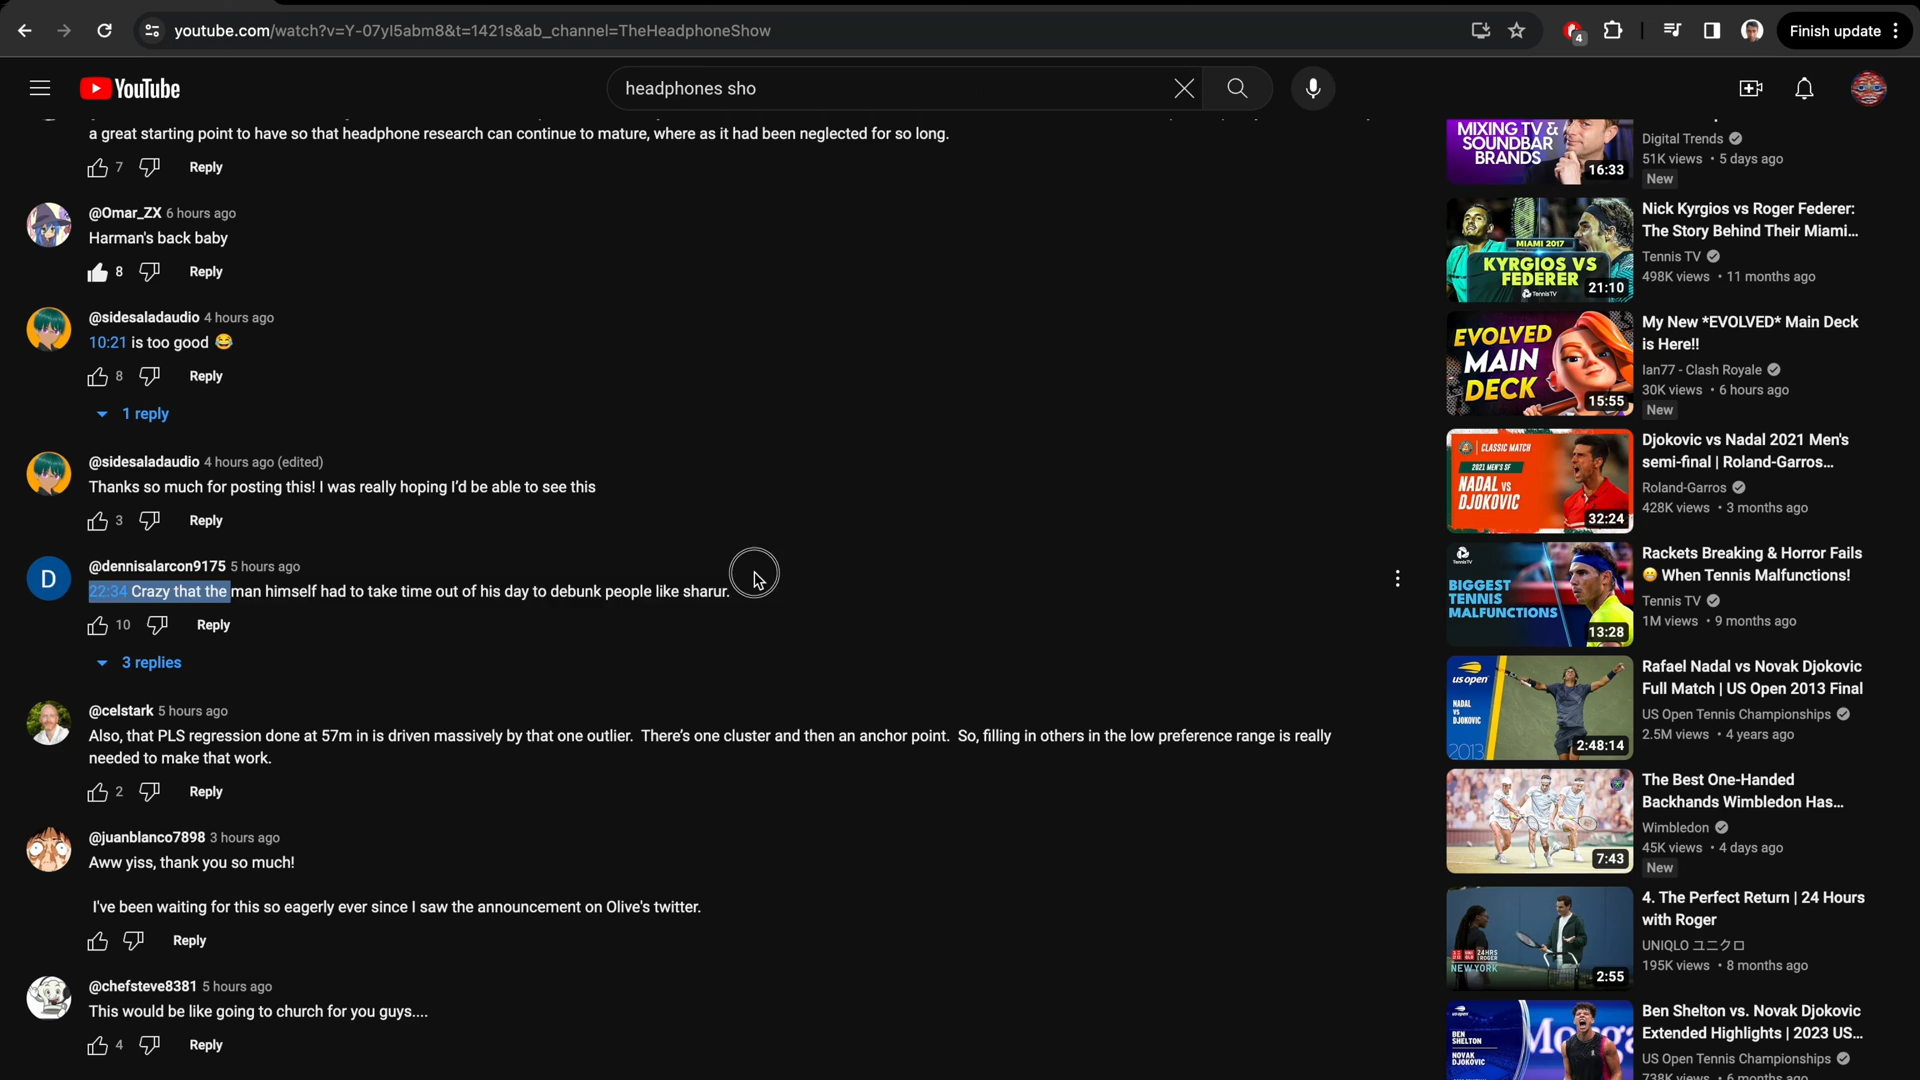 youtube.com/watch?v=Y-07yl5abm8&t=1421s&ab_channel=TheHeadphoneShow
4
Finish update
YouTube
headphones sho
a great starting point to have so that headphone research can continue to mature, where as it had been neglected for so long.
7
Reply
@Omar_ZX 6 hours ago
Harman's back baby
8
Reply
@sidesaladaudio 4 hours ago
10:21 is too good 😂
8
Reply
1 reply
@sidesaladaudio 4 hours ago (edited)
Thanks so much for posting this! I was really hoping I'd be able to see this
3
Reply
D
@dennisalarcon9175 5 hours ago
22:34 Crazy that the man himself had to take time out of his day to debunk people like sharur.
10
Reply
3 replies
@celstark 5 hours ago
Also, that PLS regression done at 57m in is driven massively by that one outlier. There's one cluster and then an anchor point. So, filling in others in the low preference range is really
needed to make that work.
2
Reply
@juanblanco7898 3 hours ago
Aww yiss, thank you so much!
I've been waiting for this so eagerly ever since I saw the announcement on Olive's twitter.
Reply
@chefsteve8381 5 hours ago
This would be like going to church for you guys....
4
Reply
MIXING TV &
SOUNDBAR
BRANDS
16:33
Digital Trends
51K views • 5 days ago
New
MIAMI 2017
KYRGIOS VS
FEDERER
TENNISTV
21:10
Nick Kyrgios vs Roger Federer:
The Story Behind Their Miami...
Tennis TV
498K views • 11 months ago
EVOLVED
MAIN
DECK
15:55
My New *EVOLVED* Main Deck
is Here!!
Ian77 - Clash Royale
30K views • 6 hours ago
New
CLASSIC MATCH
2021 MEN'S SF
NADAL VS
DJOKOVIC
32:24
Djokovic vs Nadal 2021 Men's
semi-final | Roland-Garros...
Roland-Garros
428K views • 3 months ago
BIGGEST
TENNIS
MALFUNCTIONS
13:28
Rackets Breaking & Horror Fails
😬 When Tennis Malfunctions!
Tennis TV
1M views • 9 months ago
us open
NADAL
VS
DJOKOVIC
2013
2:48:14
Rafael Nadal vs Novak Djokovic
Full Match | US Open 2013 Final
US Open Tennis Championships
2.5M views • 4 years ago
7:43
The Best One-Handed
Backhands Wimbledon Has...
Wimbledon
45K views • 4 days ago
New
24HRS
ROGER
NEW YORK
2:55
4. The Perfect Return | 24 Hours
with Roger
UNIQLO ユニクロ
195K views • 8 months ago
us open
BEN
SHELTON
NOVAK
DJOKOVIC
Ben Shelton vs. Novak Djokovic
Extended Highlights | 2023 US...
US Open Tennis Championships
738K views • 6 months ago